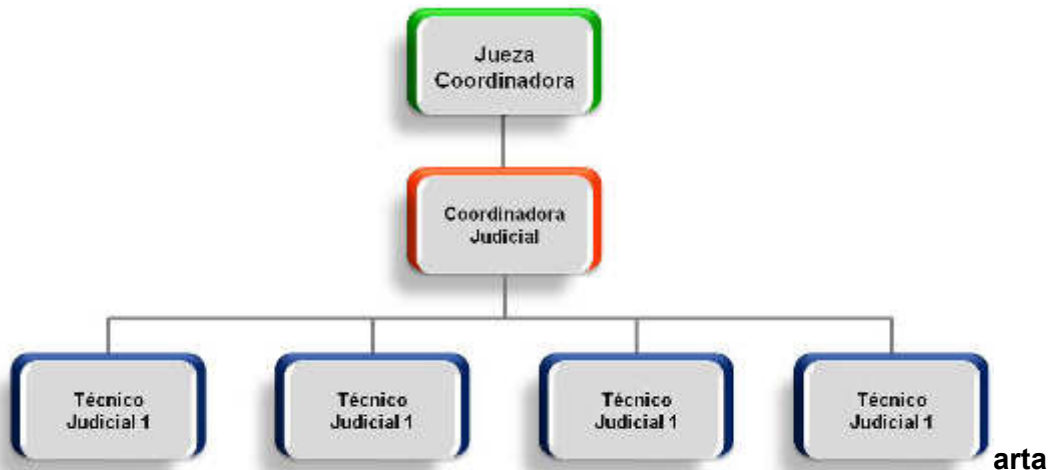 Jueza
Coordinadora
Coordinadora
Judicial
Técnico
Judicial 1
Técnico
Judicial 1
Técnico
Judicial 1
Técnico
Judicial 1
arta